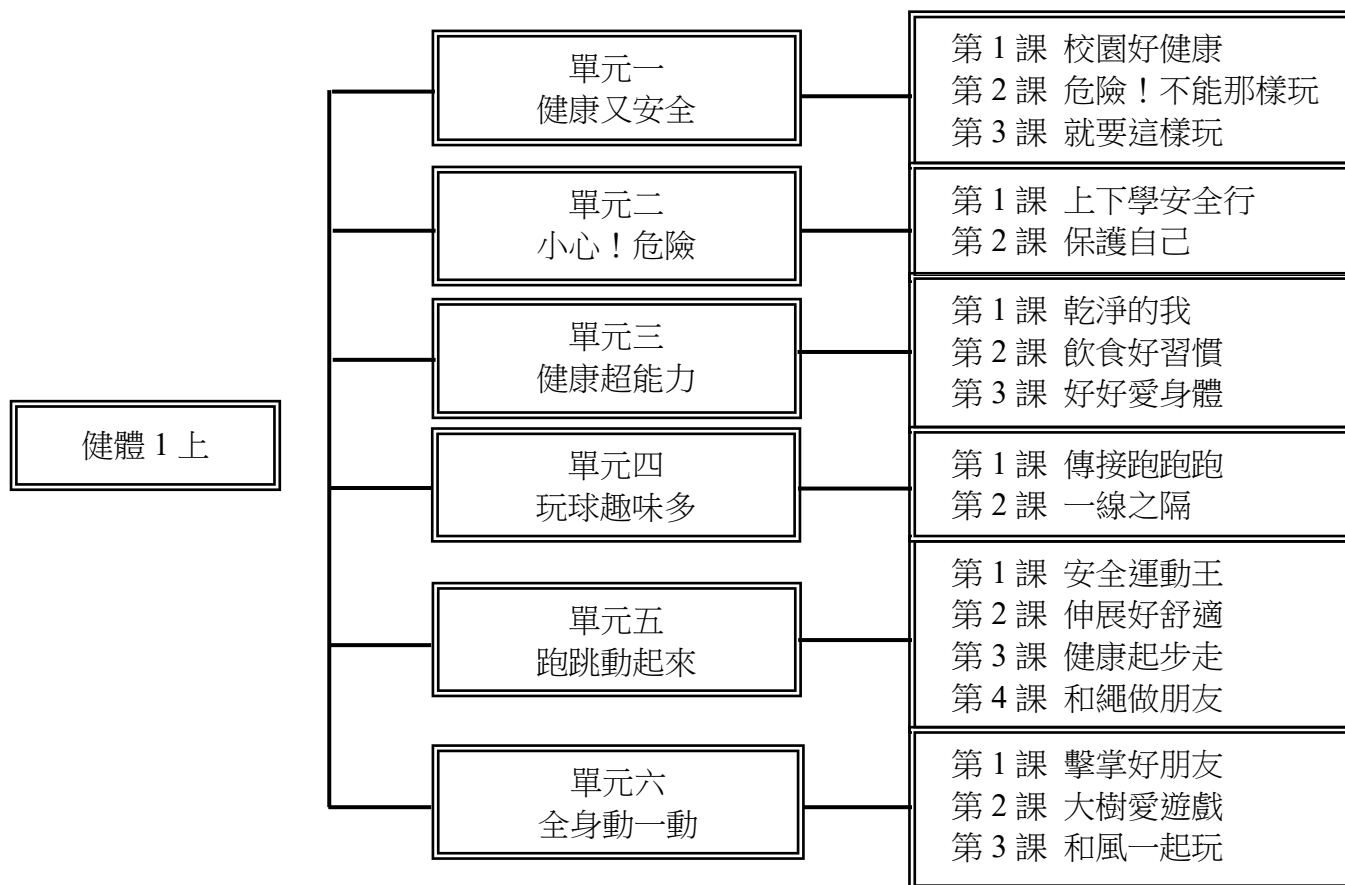 健體 1 上
單元一
健康又安全
第 1 課 校園好健康
第 2 課 危險！不能那樣玩
第 3 課 就要這樣玩
單元二
小心！危險
第 1 課 上下學安全行
第 2 課 保護自己
單元三
健康超能力
第 1 課 乾淨的我
第 2 課 飲食好習慣
第 3 課 好好愛身體
單元四
玩球趣味多
第 1 課 傳接跑跑跑
第 2 課 一線之隔
單元五
跑跳動起來
第 1 課 安全運動王
第 2 課 伸展好舒適
第 3 課 健康起步走
第 4 課 和繩做朋友
單元六
全身動一動
第 1 課 擊掌好朋友
第 2 課 大樹愛遊戲
第 3 課 和風一起玩